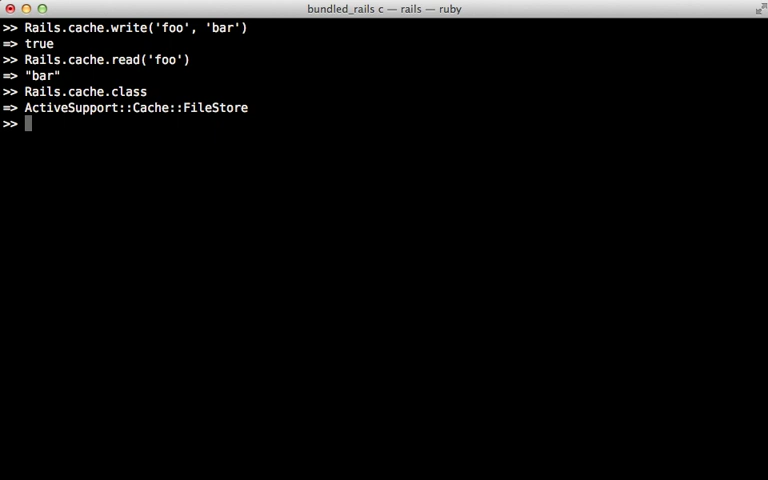 bundled_rails c — rails — ruby
>> Rails.cache.write('foo', 'bar')
=> true
>> Rails.cache.read('foo')
=> "bar"
>> Rails.cache.class
=> ActiveSupport::Cache::FileStore
>>